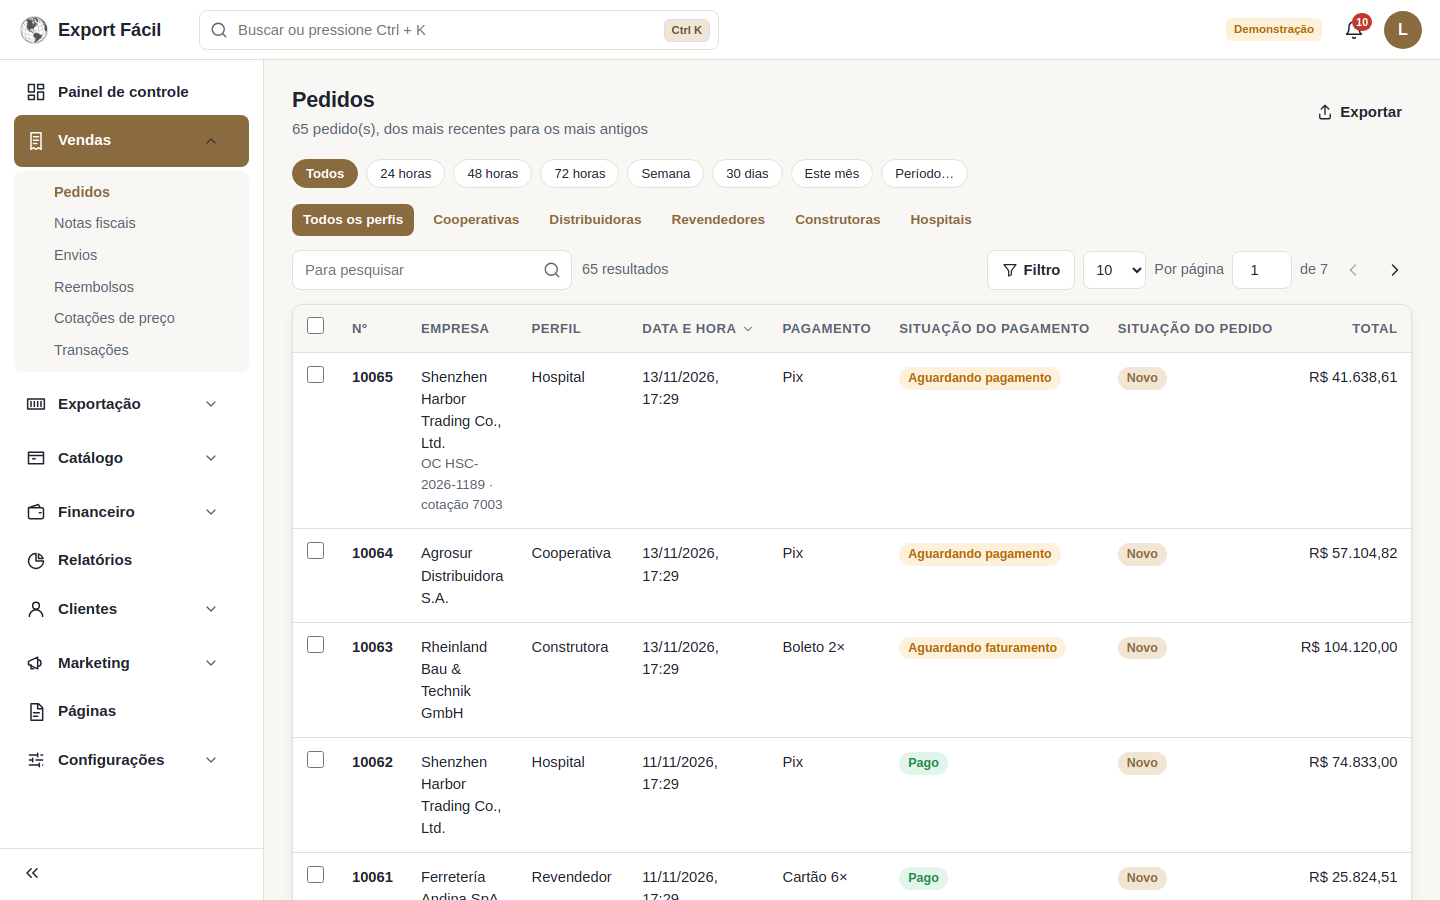 Export Fácil
Buscar ou pressione Ctrl + K
Ctrl K
Demonstração
10
L
Painel de controle
Vendas
Pedidos
Notas fiscais
Envios
Reembolsos
Cotações de preço
Transações
Exportação
Catálogo
Financeiro
Relatórios
Clientes
Marketing
Páginas
Configurações
Pedidos
65 pedido(s), dos mais recentes para os mais antigos
Exportar
Todos 24 horas 48 horas 72 horas Semana 30 dias Este mês Período…
Todos os perfis Cooperativas Distribuidoras Revendedores Construtoras Hospitais
Para pesquisar 65 resultados Filtro 10 Por página 1 de 7
Nº EMPRESA PERFIL DATA E HORA PAGAMENTO SITUAÇÃO DO PAGAMENTO SITUAÇÃO DO PEDIDO TOTAL
10065 Shenzhen Hospital 13/11/2026, Pix Aguardando pagamento Novo R$ 41.638,61
Harbor 17:29
Trading Co.,
Ltd.
OC HSC-
2026-1189 ·
cotação 7003
10064 Agrosur Cooperativa 13/11/2026, Pix Aguardando pagamento Novo R$ 57.104,82
Distribuidora 17:29
S.A.
10063 Rheinland Construtora 13/11/2026, Boleto 2× Aguardando faturamento Novo R$ 104.120,00
Bau & 17:29
Technik
GmbH
10062 Shenzhen Hospital 11/11/2026, Pix Pago Novo R$ 74.833,00
Harbor 17:29
Trading Co.,
Ltd.
10061 Ferretería Revendedor 11/11/2026, Cartão 6× Pago Novo R$ 25.824,51
Andina SpA 17:29